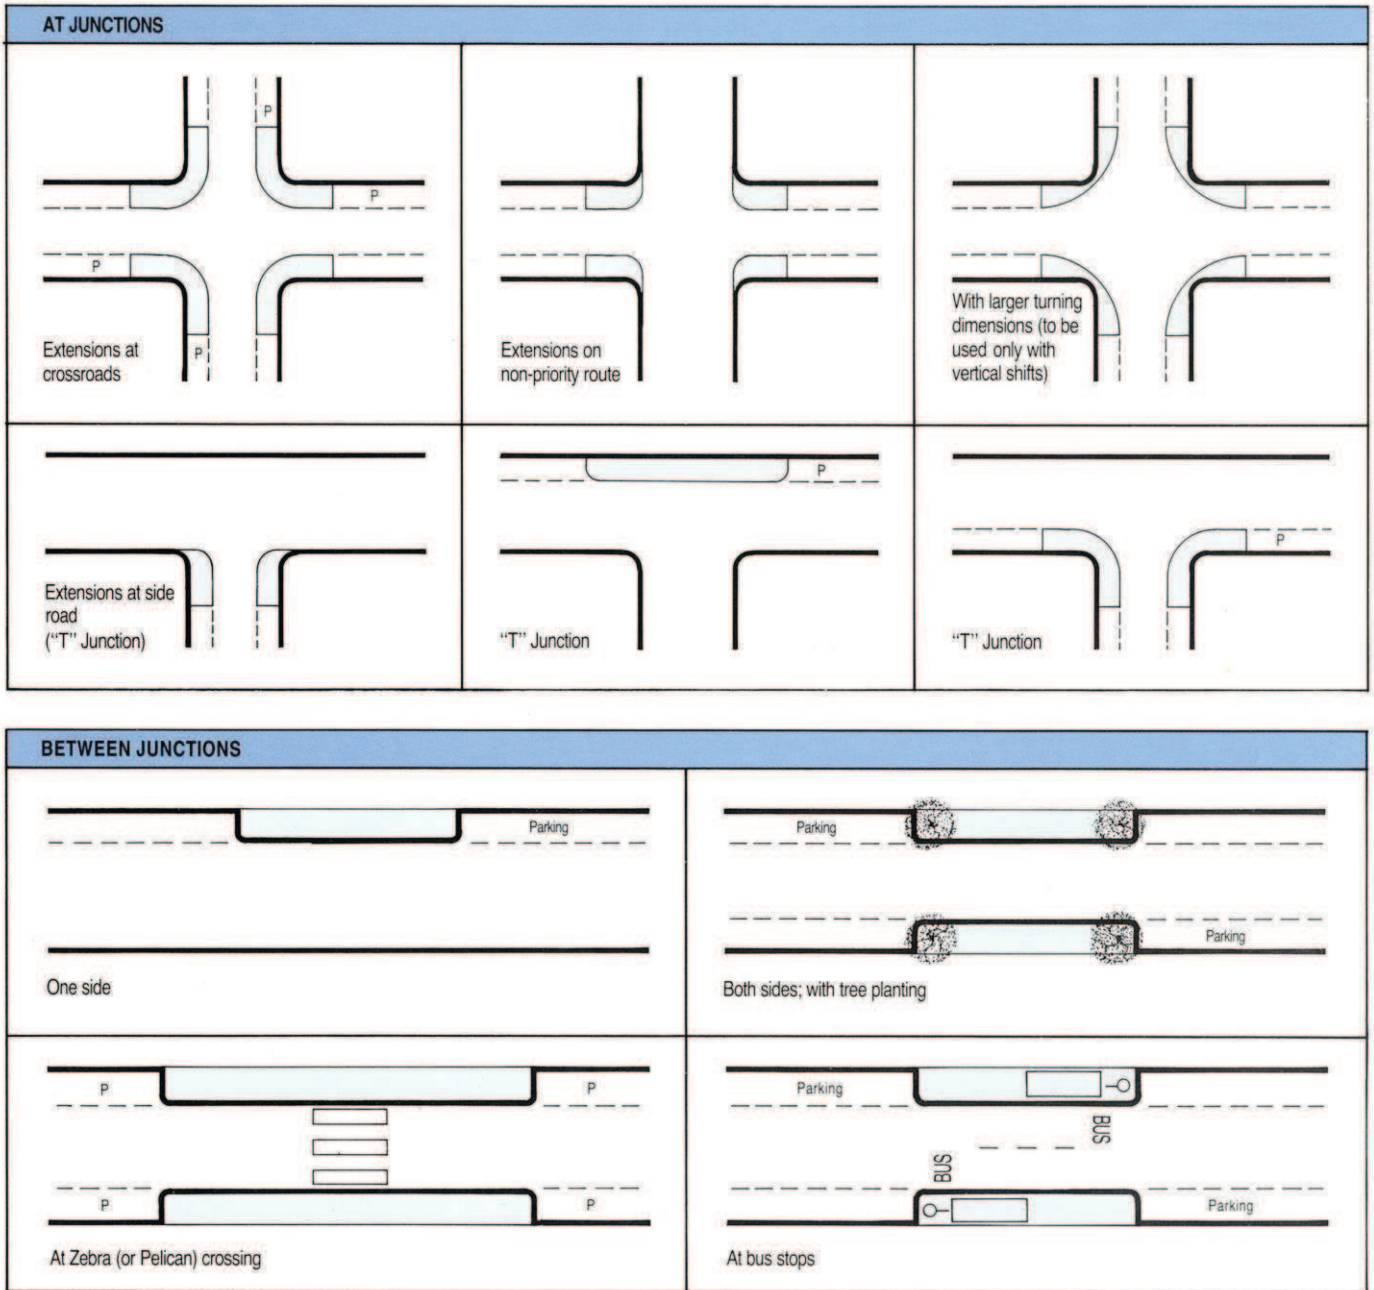 AT JUNCTIONS
P
P
P
P
Extensions at
crossroads
Extensions on
non-priority route
With larger turning
dimensions (to be
used only with
vertical shifts)
Extensions at side
road
(“T” Junction)
P
“T” Junction
P
“T” Junction
BETWEEN JUNCTIONS
Parking
One side
Parking
Parking
Both sides; with tree planting
P
P
P
P
At Zebra (or Pelican) crossing
Parking
BUS
BUS
Parking
At bus stops